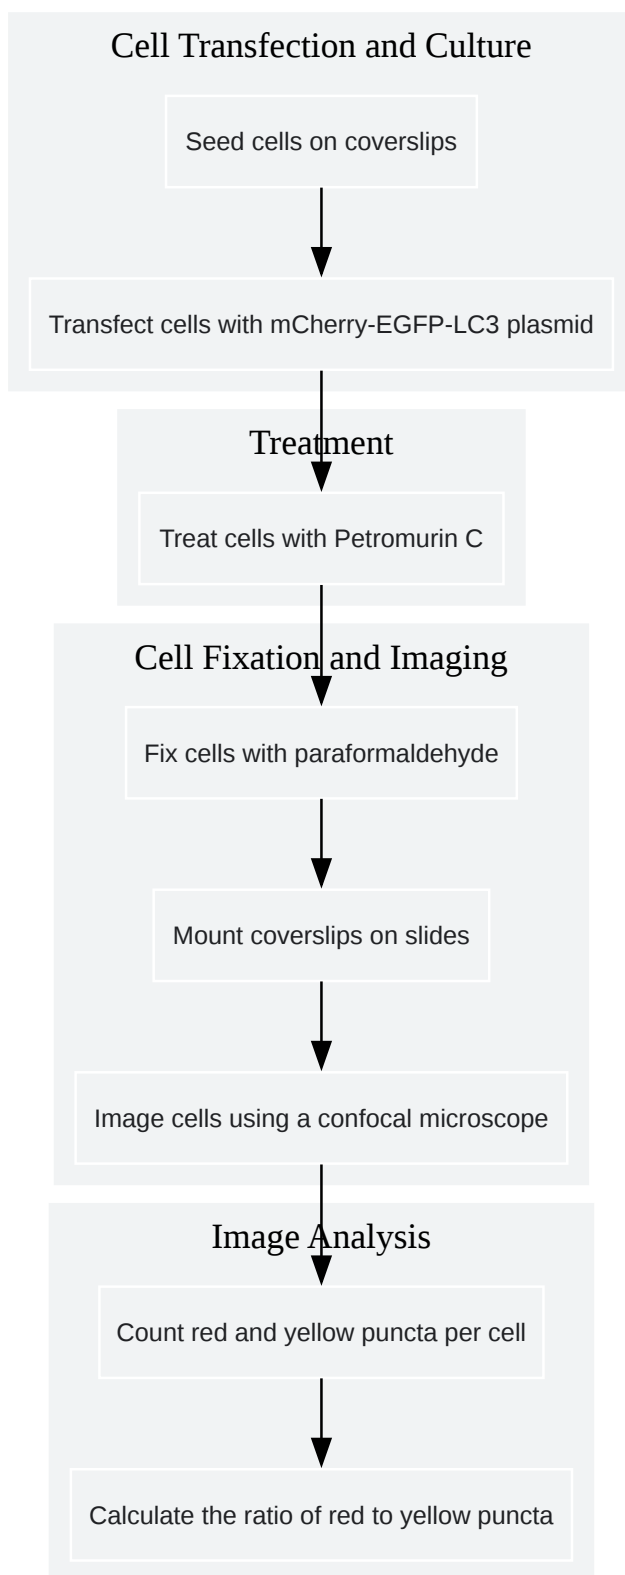 Cell Transfection and Culture
Seed cells on coverslips
Transfect cells with mCherry-EGFP-LC3 plasmid
Treatment
Treat cells with Petromurin C
Cell Fixation and Imaging
Fix cells with paraformaldehyde
Mount coverslips on slides
Image cells using a confocal microscope
Image Analysis
Count red and yellow puncta per cell
Calculate the ratio of red to yellow puncta